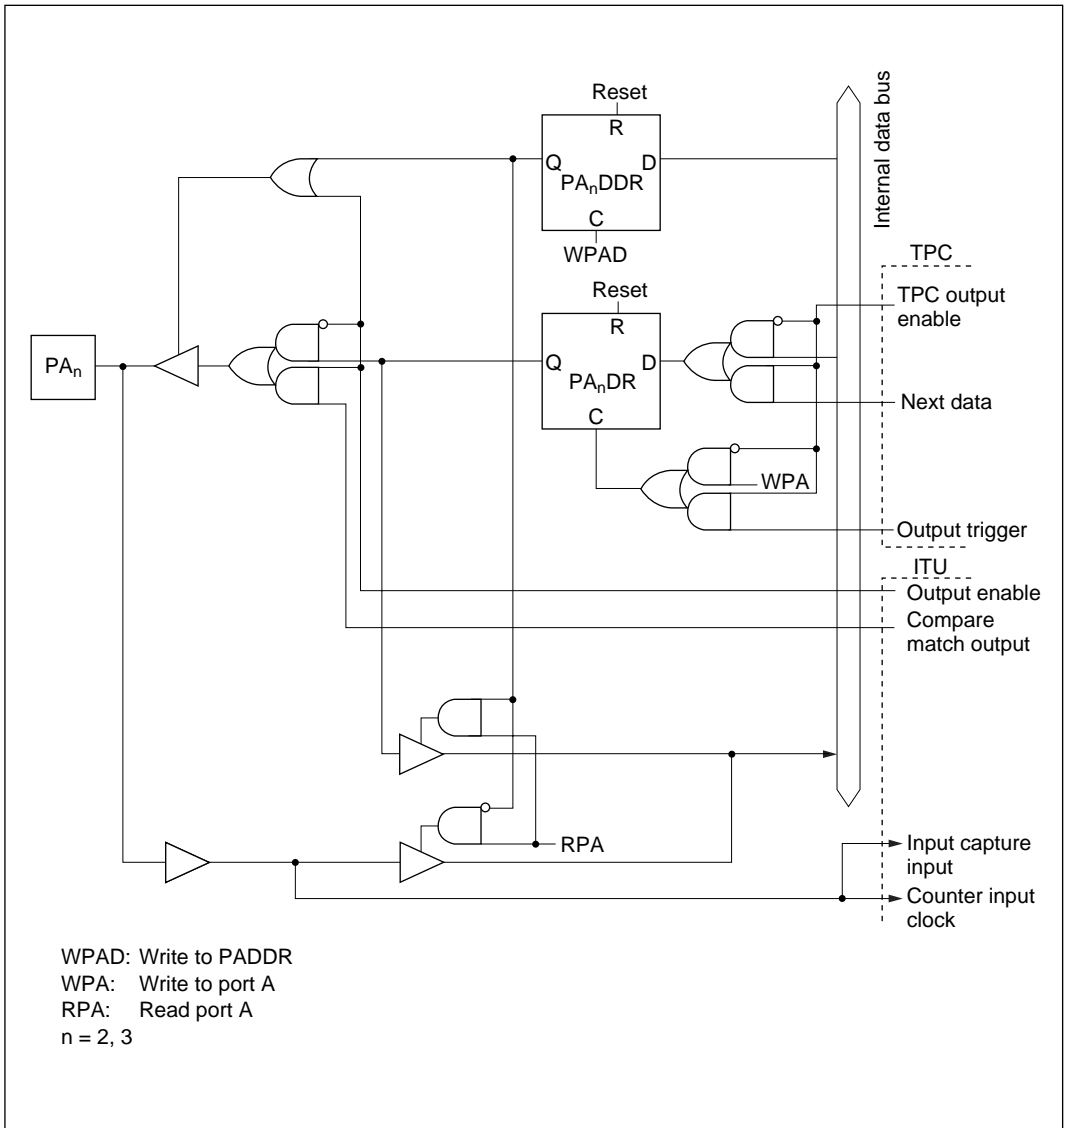 Reset
R
Q
D
PAnDDR
C
WPAD
Internal data bus
TPC
TPC output
enable
Reset
R
Q
D
PAnDR
C
PAn
Next data
WPA
Output trigger
ITU
Output enable
Compare
match output
RPA
Input capture
input
Counter input
clock
WPAD: Write to PADDR
WPA: Write to port A
RPA: Read port A
n = 2, 3